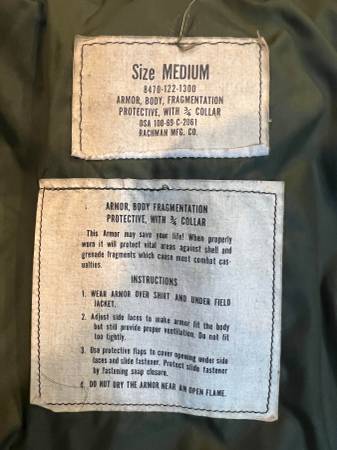 Size MEDIUM
8470-122-1300
ARMOR, BODY, FRAGMENTATION
PROTECTIVE, WITH ¾ COLLAR
DSA 100-69-C-2061
RACHMAN MFG. CO.
ARMOR, BODY FRAGMENTATION
PROTECTIVE, WITH ¾ COLLAR
This Armor may save your life! When properly
worn it will protect vital areas against shell and
grenade fragments which cause most combat cas-
ualties.
INSTRUCTIONS
1. WEAR ARMOR OVER SHIRT AND UNDER FIELD
JACKET.
2. Adjust side laces to make armor fit the body
but still provide proper ventilation. Do not fit
too tightly.
3. Use protective flaps to cover opening under side
laces and slide fastener. Protect slide fastener
by fastening snap closure.
4. DO NOT DRY THE ARMOR NEAR AN OPEN FLAME.